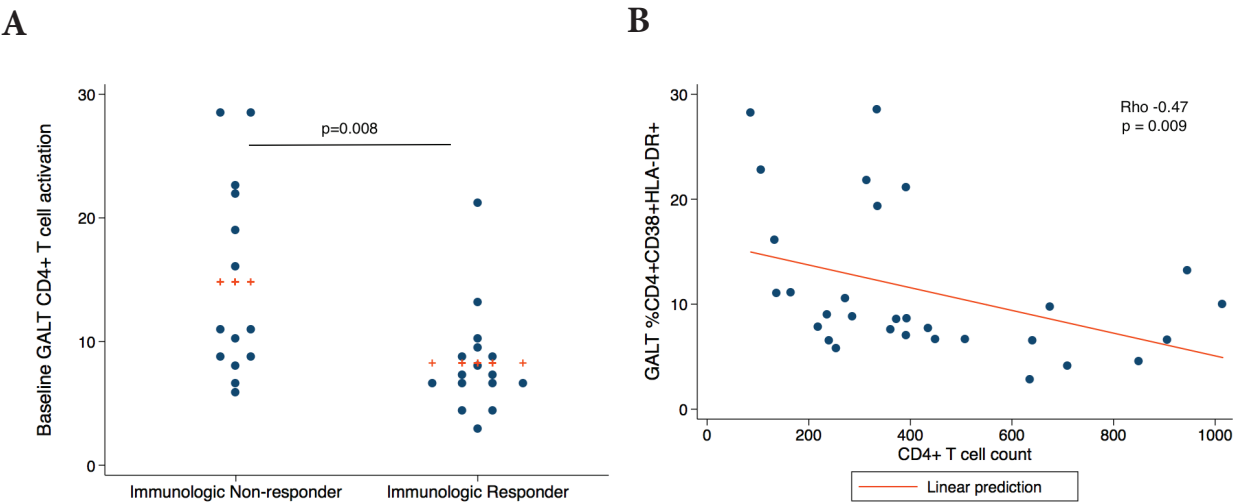 A
B
30
20
10
0
Baseline GALT CD4+ T cell activation
p=0.008
Immunologic Non-responder
Immunologic Responder
30
20
10
0
GALT %CD4+CD38+HLA-DR+
Rho -0.47
p = 0.009
0 200 400 600 800 1000
CD4+ T cell count
Linear prediction